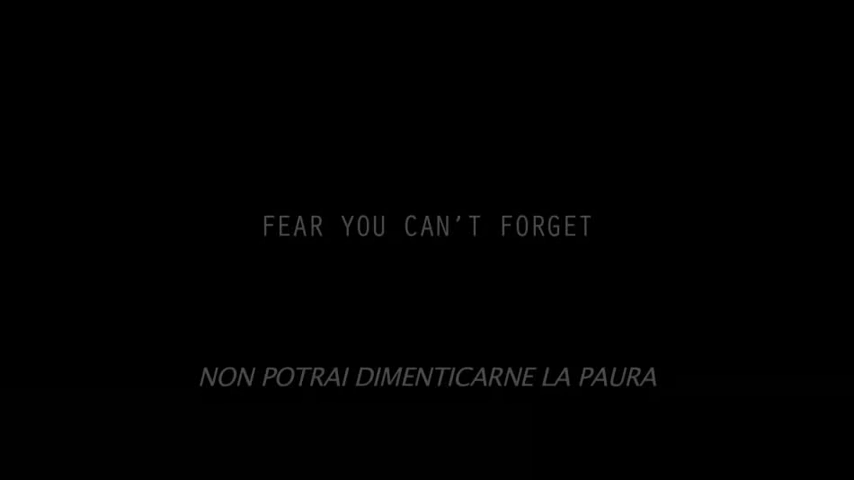 FEAR YOU CAN'T FORGET
NON POTRAI DIMENTICARNE LA PAURA